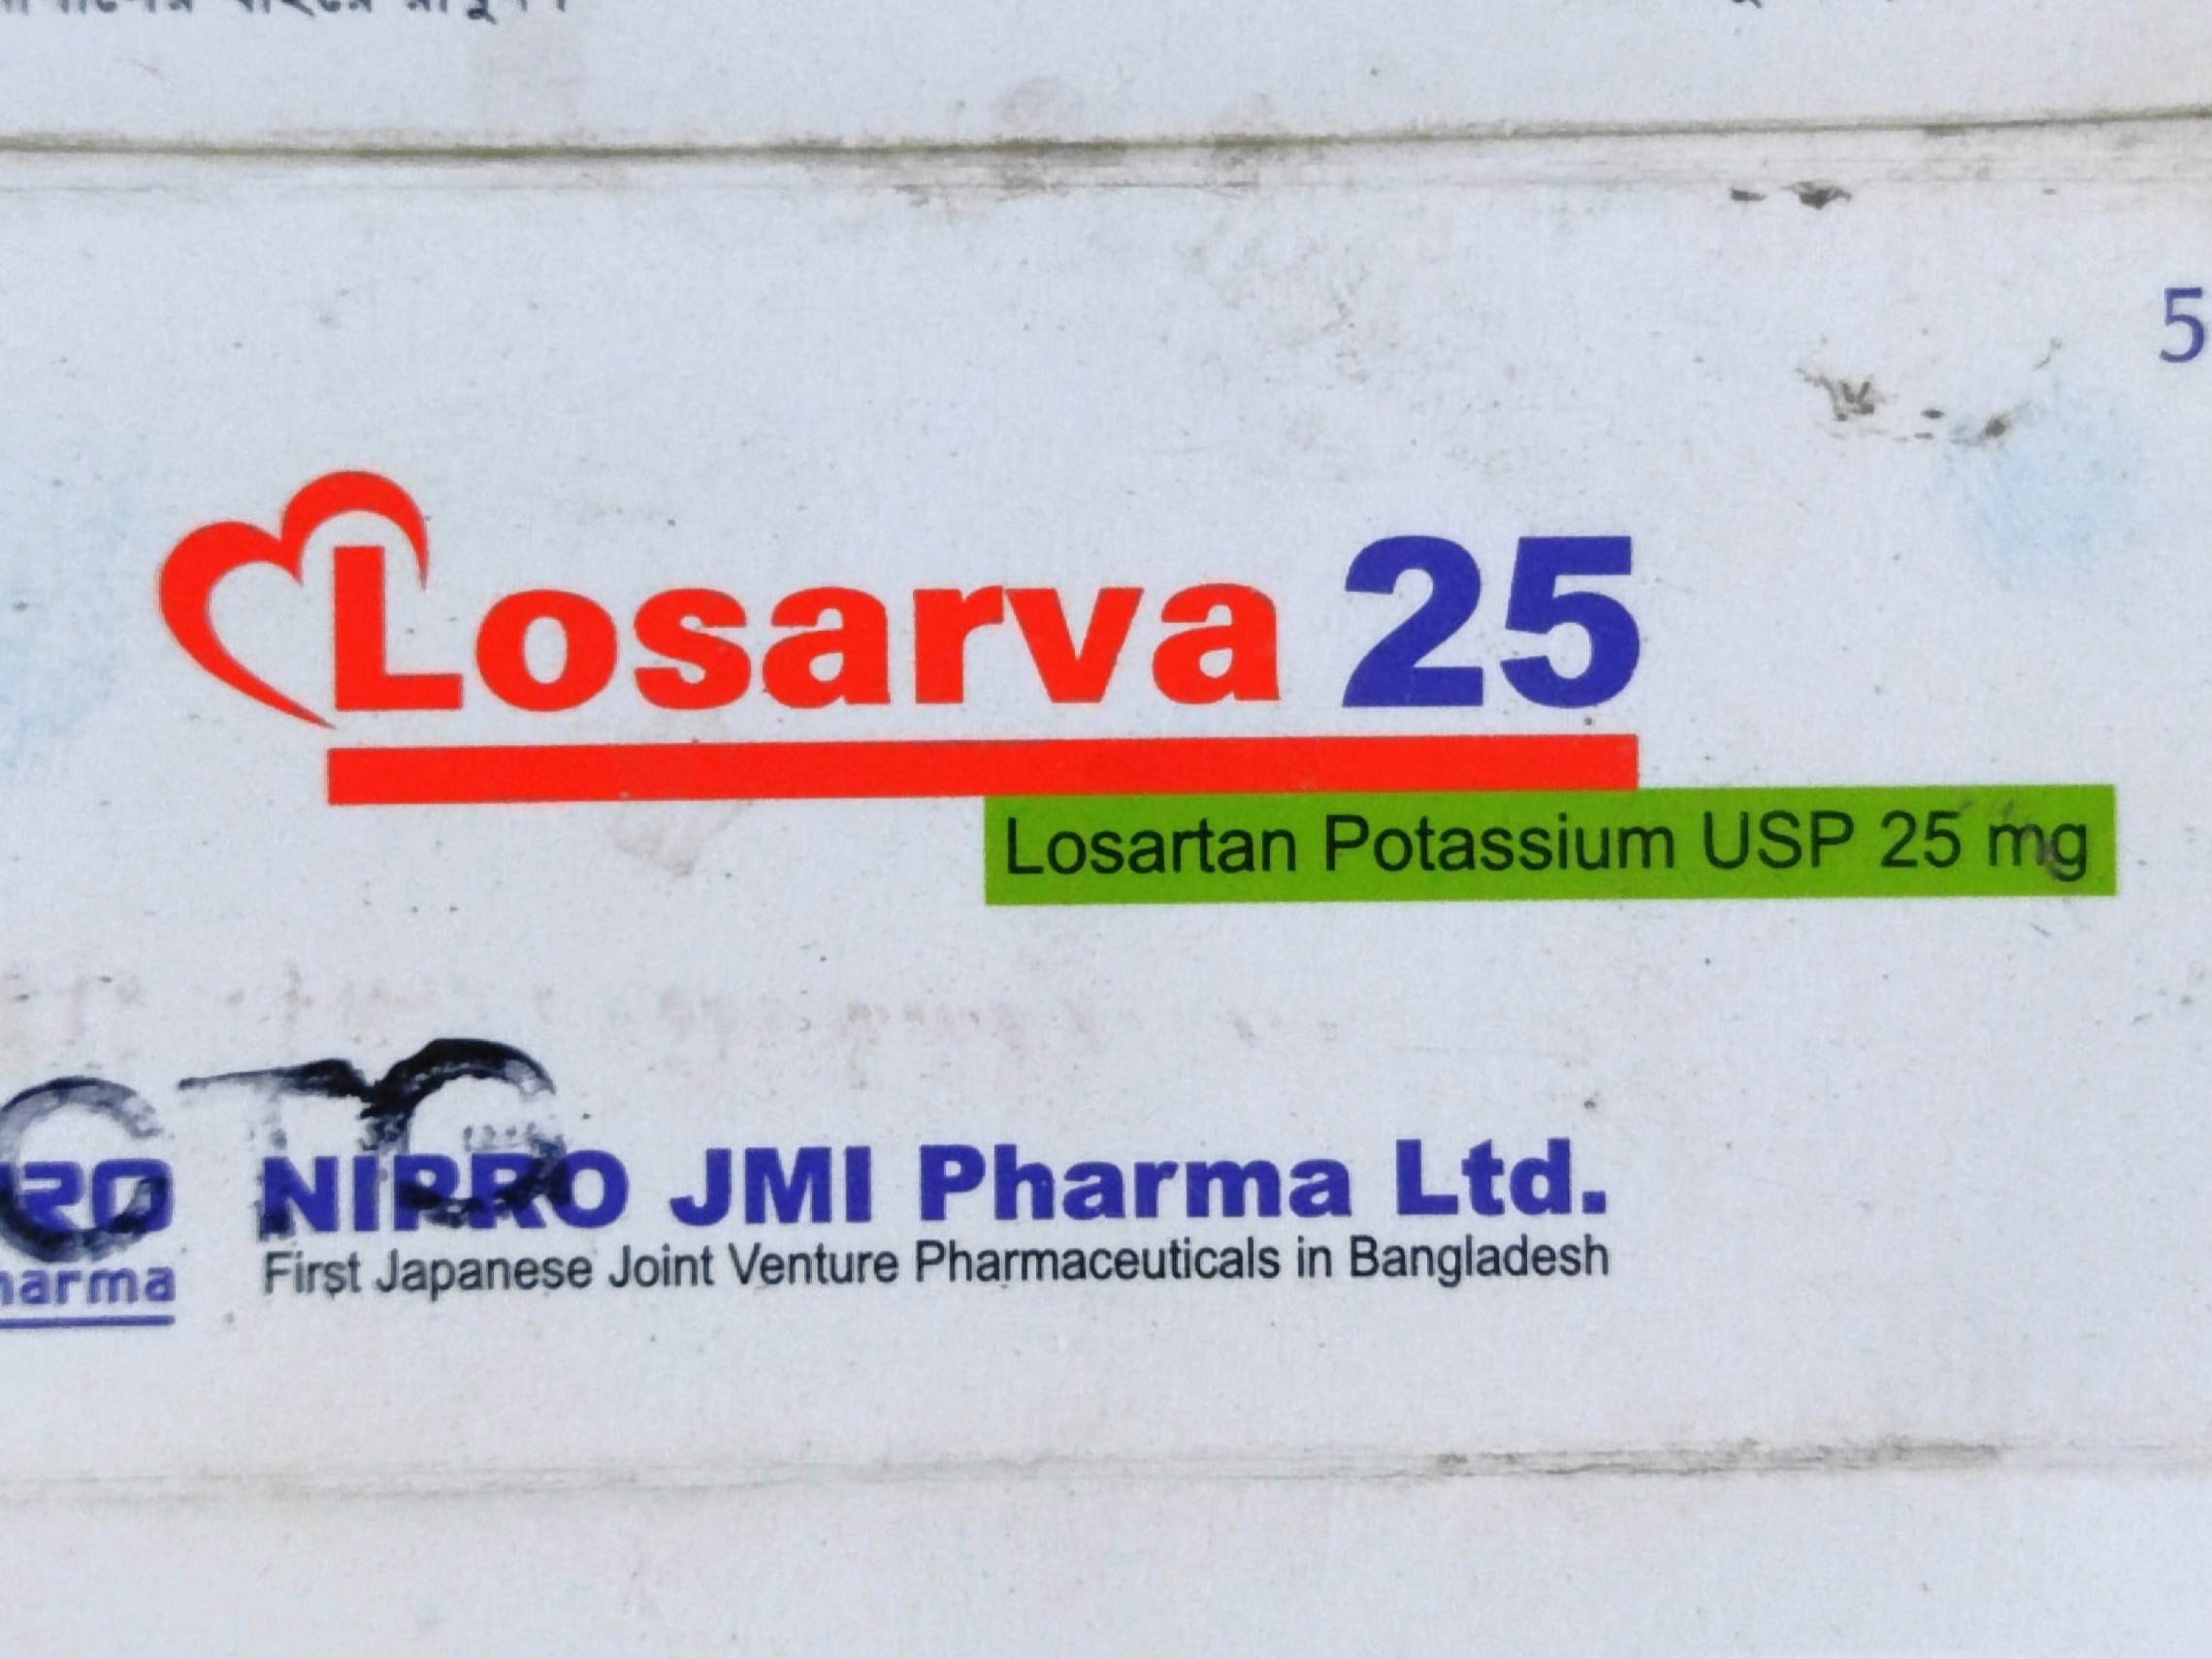 বাইরে রাখুন।
5
Losarva 25
Losartan Potassium USP 25 mg
NIPRO JMI Pharma Ltd.
First Japanese Joint Venture Pharmaceuticals in Bangladesh